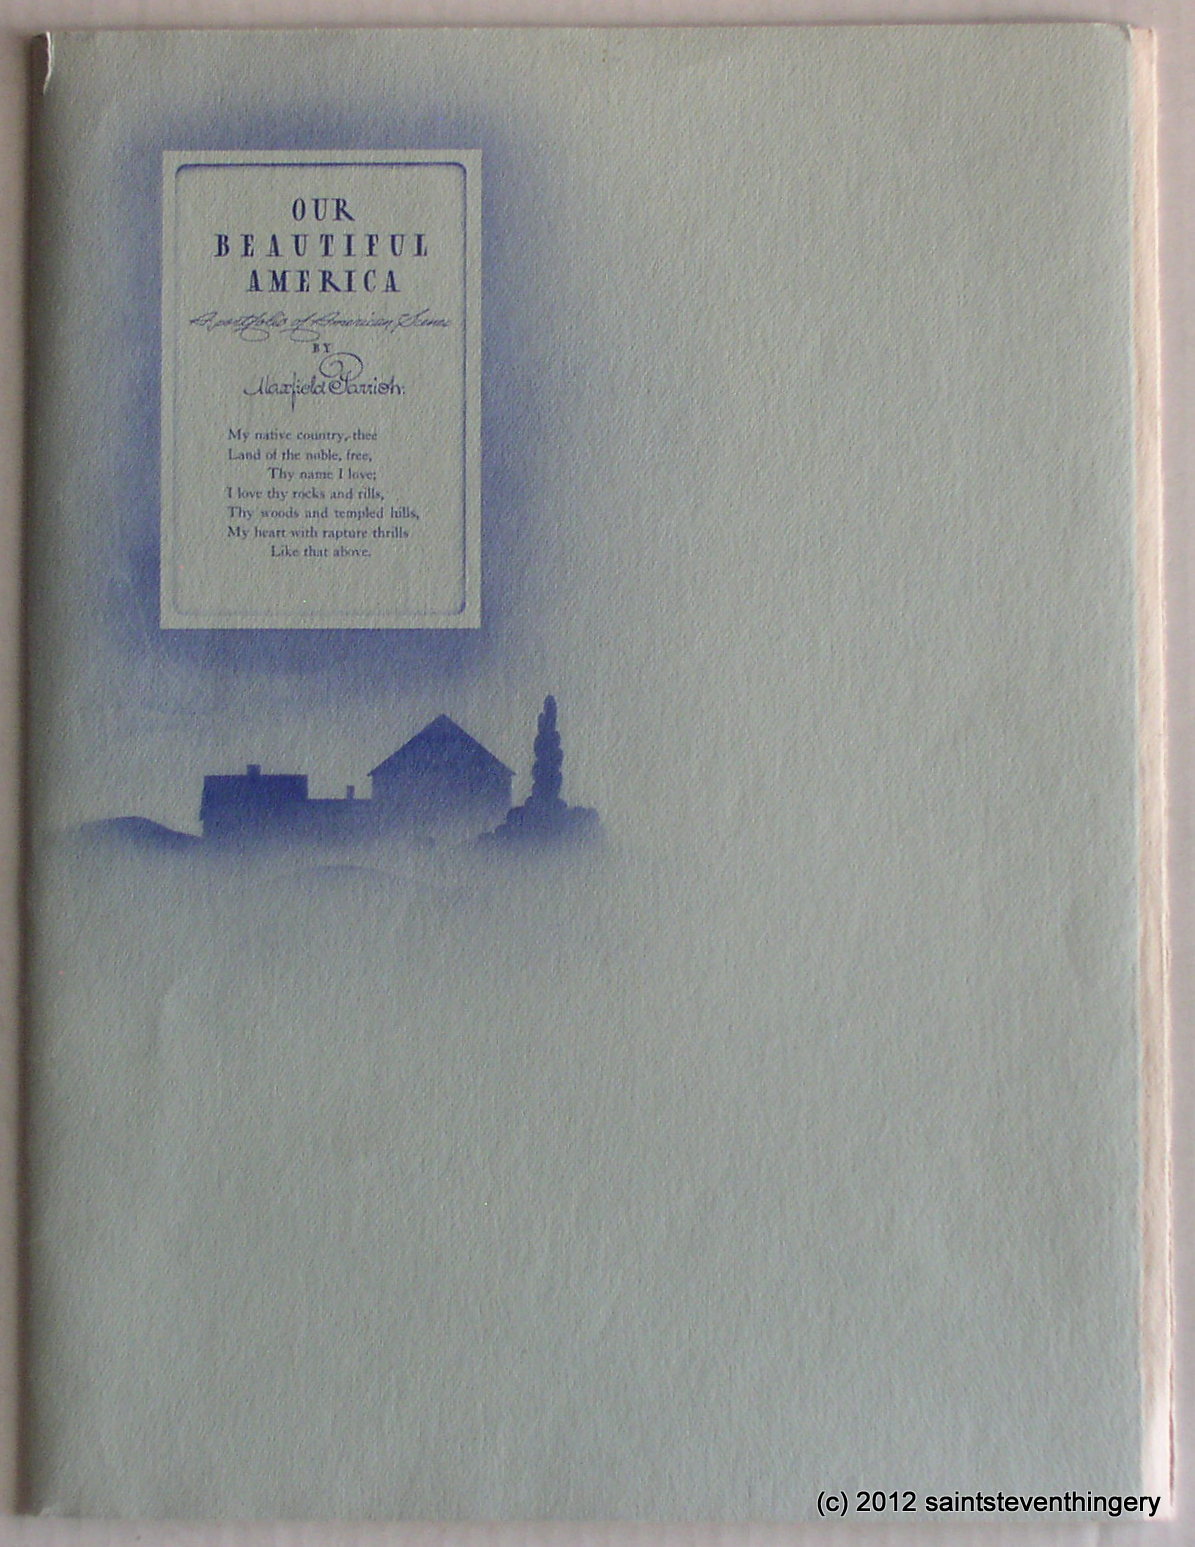 OUR
BEAUTIFUL
AMERICA
A portfolio of American Scenes
BY
Maxfield Parrish.
My native country, thee
Land of the noble, free,
Thy name I love;
I love thy rocks and rills,
Thy woods and templed hills,
My heart with rapture thrills
Like that above.
(c) 2012 saintsteventhingery